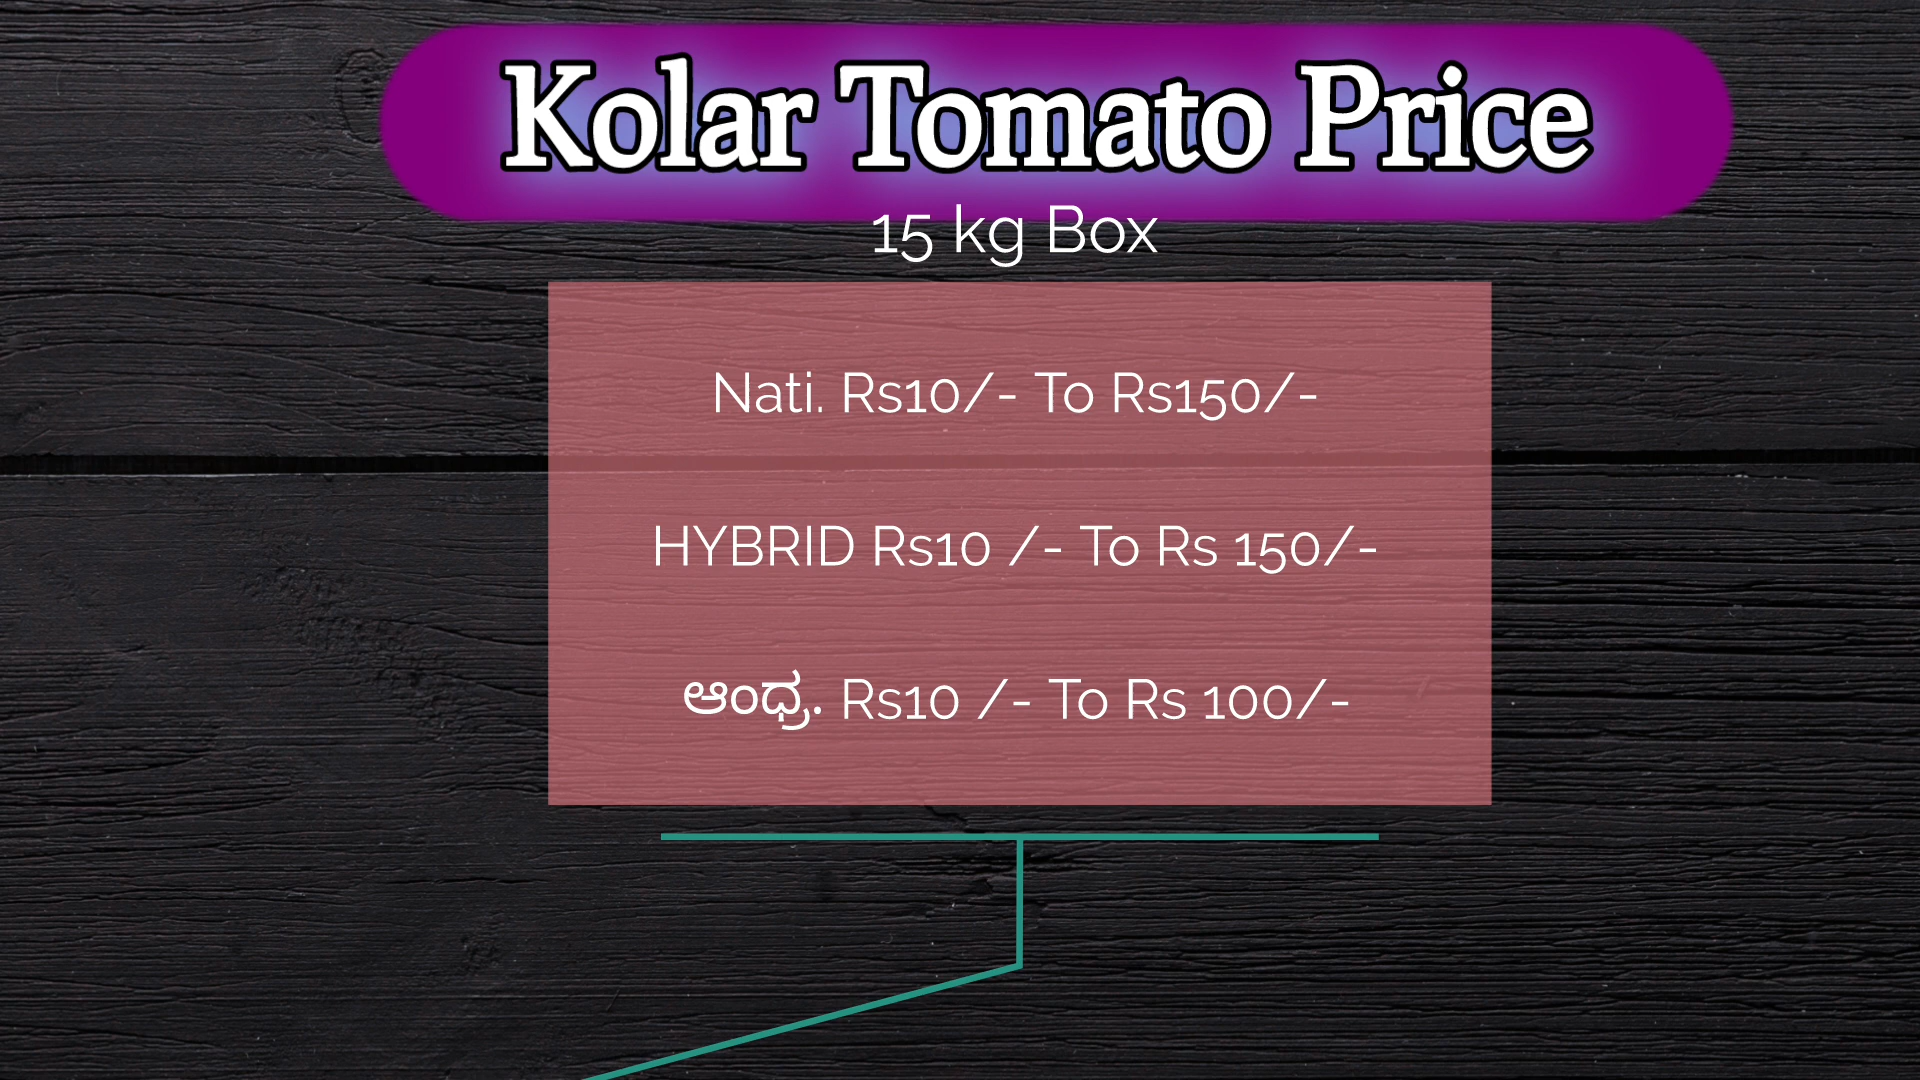 Kolar Tomato Price
15 kg Box
Nati. Rs10/- To Rs150/-
HYBRID Rs10 /- To Rs 150/-
ಆಂಧ್ರ. Rs10 /- To Rs 100/-